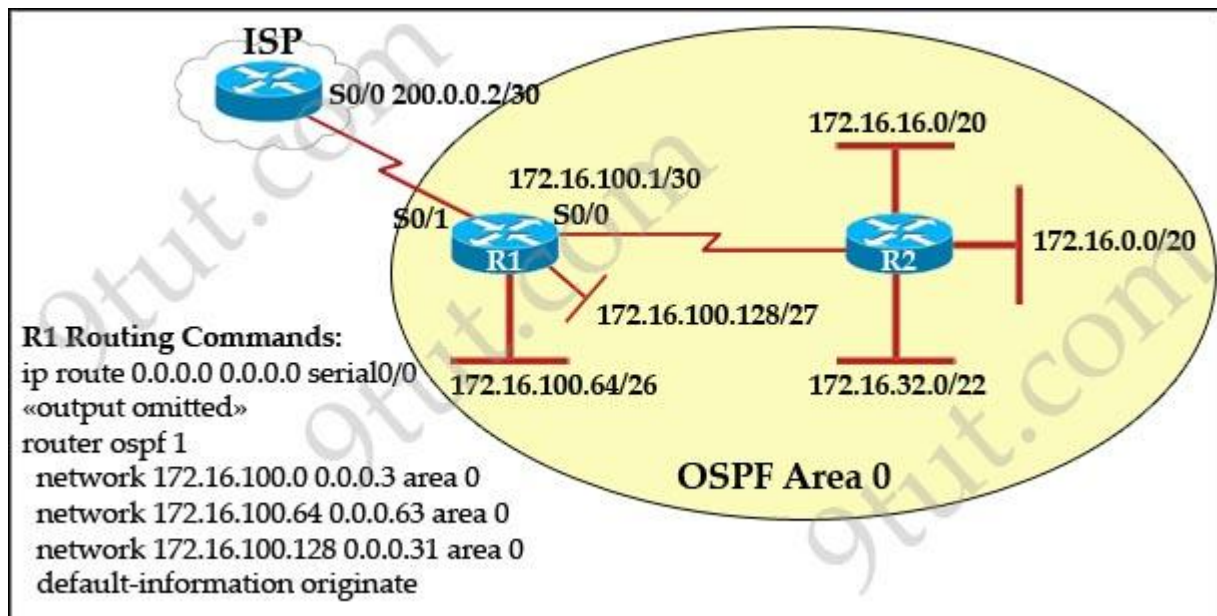 ISP
S0/0 200.0.0.2/30
172.16.16.0/20
172.16.100.1/30
S0/1
S0/0
R1
R2
172.16.0.0/20
172.16.100.128/27
172.16.100.64/26
172.16.32.0/22
OSPF Area 0
R1 Routing Commands:
ip route 0.0.0.0 0.0.0.0 serial0/0
«output omitted»
router ospf 1
network 172.16.100.0 0.0.0.3 area 0
network 172.16.100.64 0.0.0.63 area 0
network 172.16.100.128 0.0.0.31 area 0
default-information originate
9tut.com
9tut.com
9tut.com